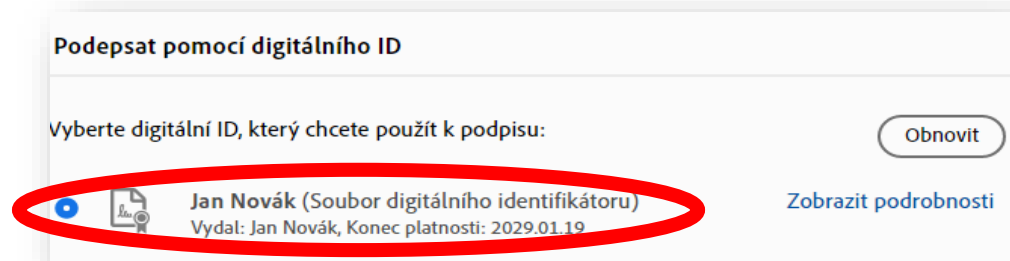 Podepsat pomocí digitálního ID
Vyberte digitální ID, který chcete použít k podpisu:
Obnovit
Jan Novák (Soubor digitálního identifikátoru)
Zobrazit podrobnosti
Vydal: Jan Novák, Konec platnosti: 2029.01.19